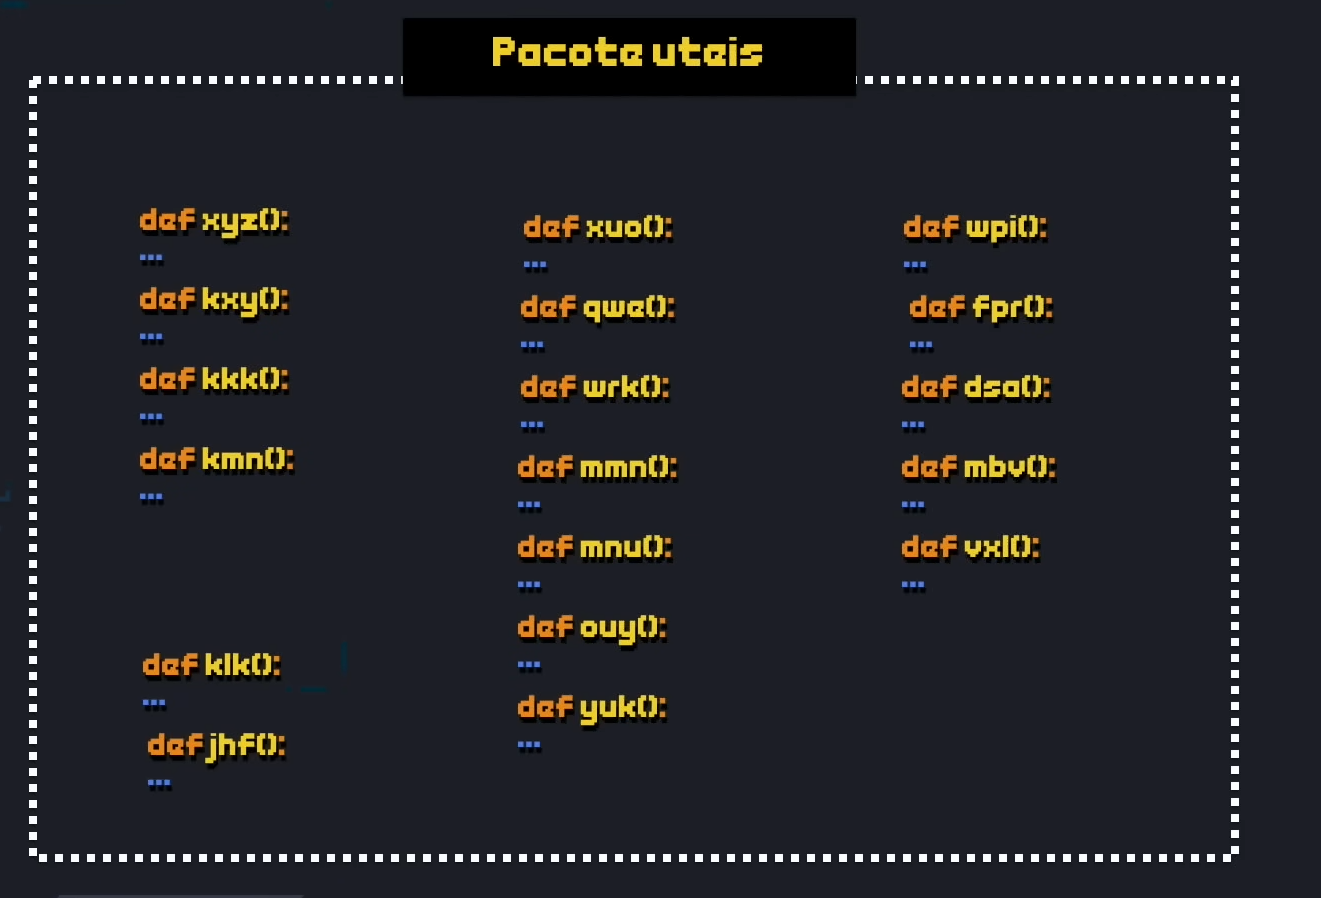 Pacote uteis
def xyz():
...
def kxy():
...
def kkk():
...
def kmn():
...
def klk():
...
def jhf():
...
def xuo():
...
def qwe():
...
def wrk():
...
def mmn():
...
def mnu():
...
def ouy():
...
def yuk():
...
def wpi():
...
def fpr():
...
def dsa():
...
def mbv():
...
def vxl():
...